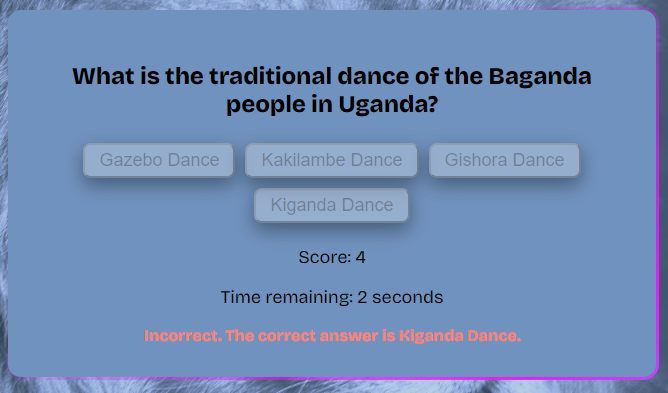 What is the traditional dance of the Baganda
people in Uganda?
Gazebo Dance Kakilambe Dance Gishora Dance
Kiganda Dance
Score: 4
Time remaining: 2 seconds
Incorrect. The correct answer is Kiganda Dance.